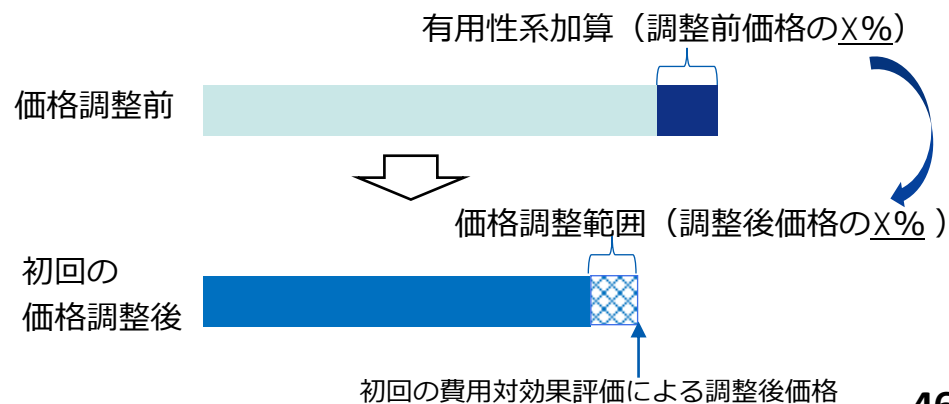 有用性系加算（調整前価格のX%）
価格調整前
価格調整範囲（調整後価格のX% ）
初回の
価格調整後
初回の費用対効果評価による調整後価格
46